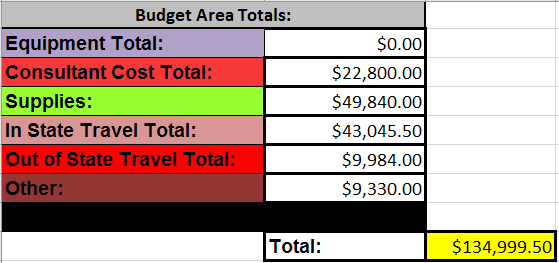 Budget Area Totals:
Equipment Total: $0.00
Consultant Cost Total: $22,800.00
Supplies: $49,840.00
In State Travel Total: $43,045.50
Out of State Travel Total: $9,984.00
Other: $9,330.00
Total: $134,999.50